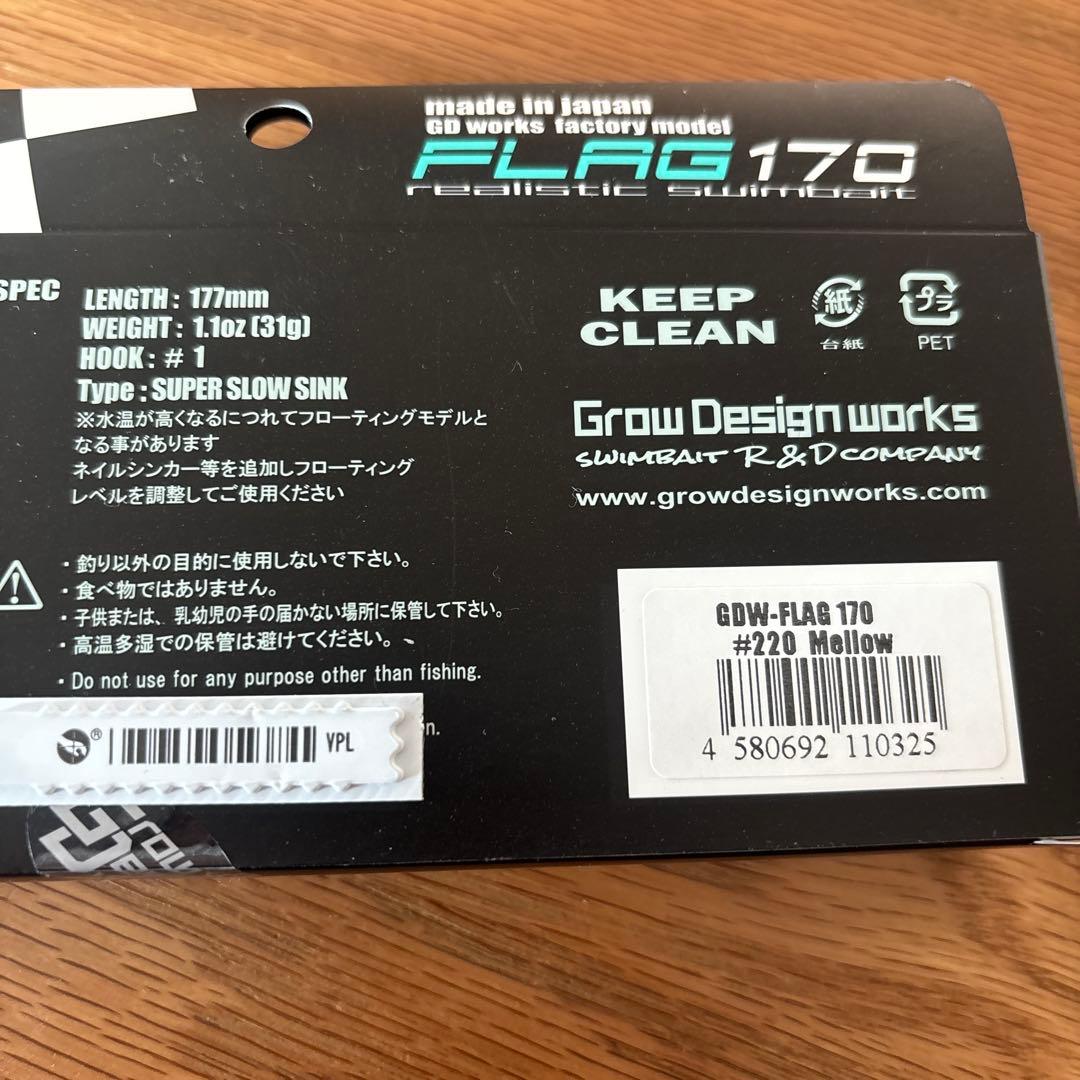 made in japan
GD works factory model
FLAG 170
realistic swimbait
SPEC
LENGTH : 177mm
WEIGHT : 1.1oz (31g)
HOOK : # 1
Type : SUPER SLOW SINK
※水温が高くなるにつれてフローティングモデルと
なる事があります
ネイルシンカー等を追加しフローティング
レベルを調整してご使用ください
KEEP
CLEAN
紙
台紙
プラ
PET
Grow Design works
SWIMBAIT R&D COMPANY
www.growdesignworks.com
・釣り以外の目的に使用しないで下さい。
・食べ物ではありません。
・子供または、乳幼児の手の届かない場所に保管して下さい。
・高温多湿での保管は避けてください。
・Do not use for any purpose other than fishing.
n.
® VPL
GDW-FLAG 170
#220 Mellow
4 580692 110325